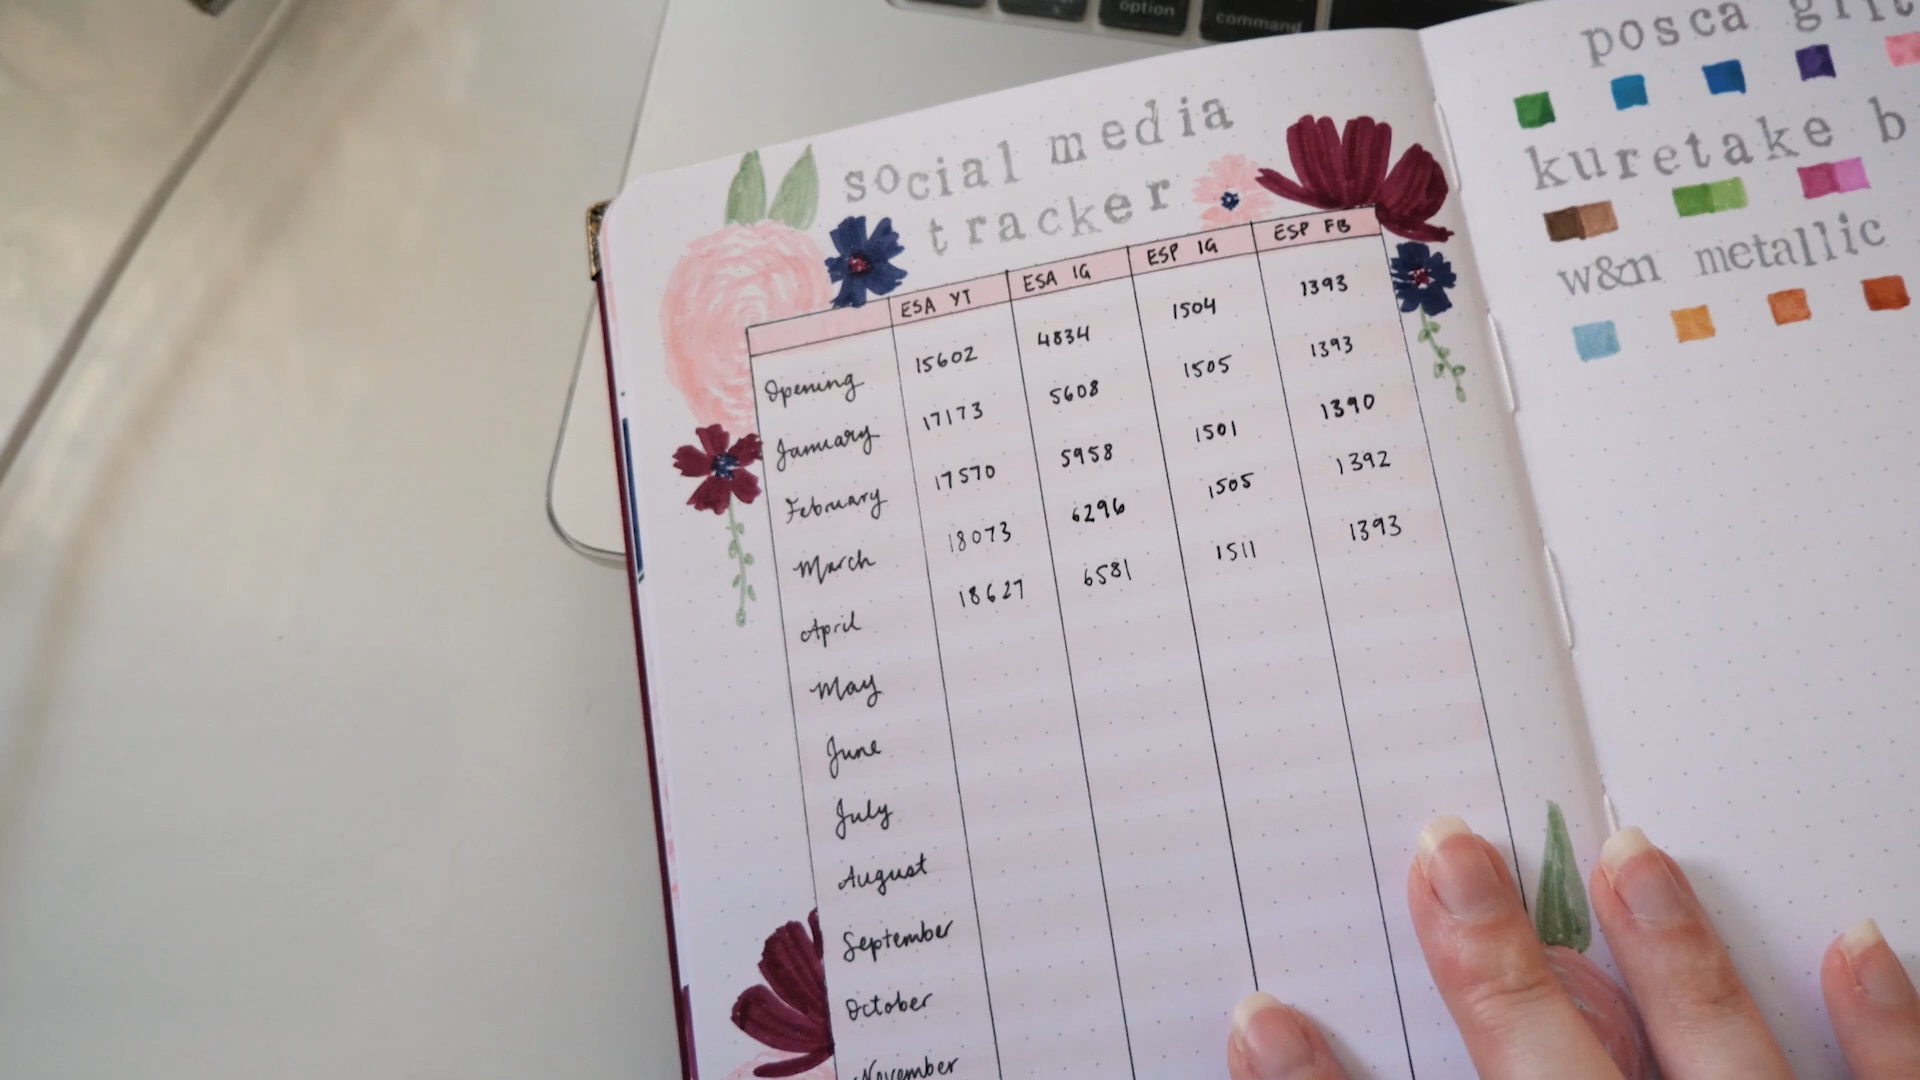 option
command
social media
tracker
ESA YT ESA IG ESP IG ESP FB
Opening 15602 4834 1504 1393
January 17173 5608 1505 1393
February 17570 5958 1501 1390
March 18073 6296 1505 1392
April 18627 6581 1511 1393
May
June
July
August
September
October
November
posca
kuretake b
w&n metallic